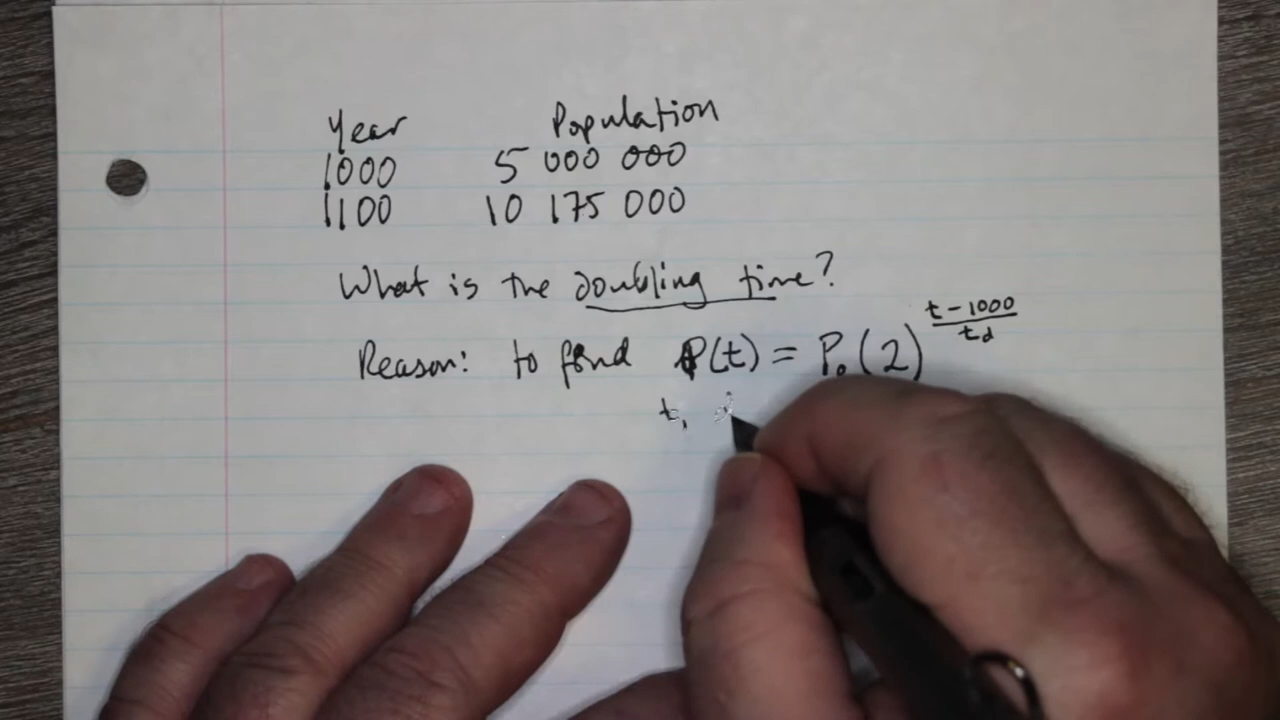 Year Population
1000 5 000 000
1100 10 175 000
What is the doubling time?
Reason: to find P(t) = P₀(2)^((t-1000)/t_d)
t,